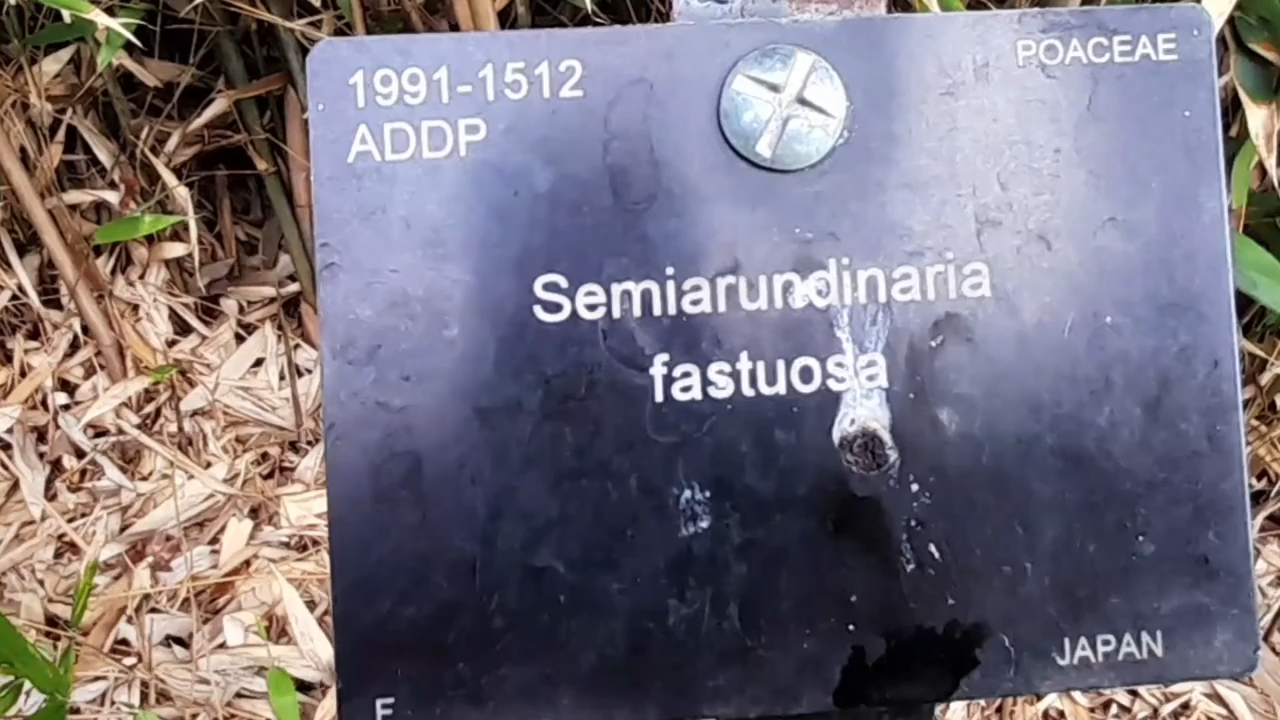 1991-1512
ADDP
POACEAE
Semiarundinaria
fastuosa
JAPAN